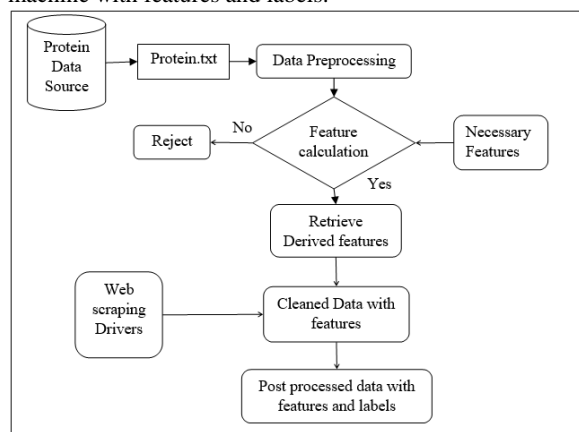 machine with features and labels.
Protein
Data
Source
Protein.txt
Data Preprocessing
No
Feature
calculation
Necessary
Features
Reject
Yes
Retrieve
Derived features
Web
scraping
Drivers
Cleaned Data with
features
Post processed data with
features and labels